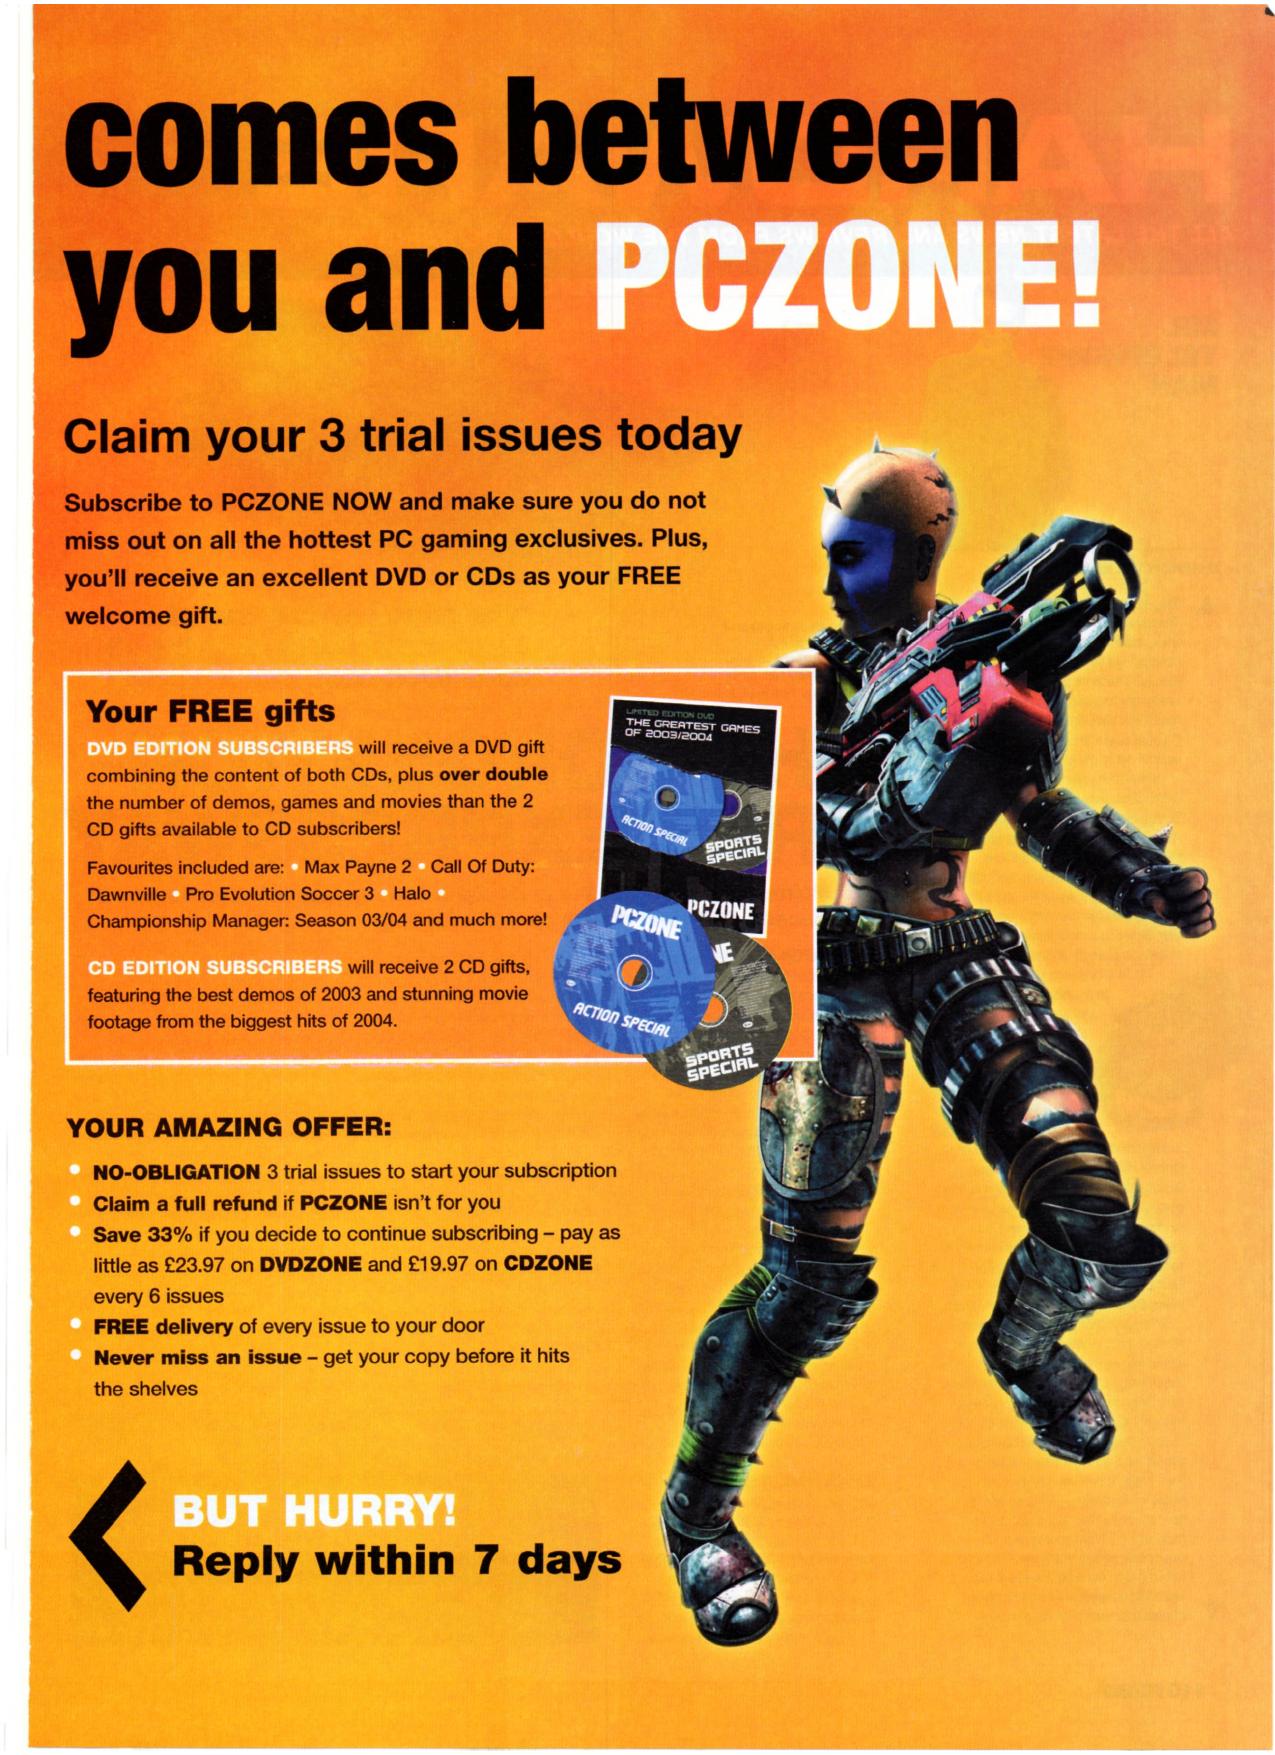 comes between
you and PCZONE!
Claim your 3 trial issues today
Subscribe to PCZONE NOW and make sure you do not
miss out on all the hottest PC gaming exclusives. Plus,
you'll receive an excellent DVD or CDs as your FREE
welcome gift.
Your FREE gifts
DVD EDITION SUBSCRIBERS will receive a DVD gift
combining the content of both CDs, plus over double
the number of demos, games and movies than the 2
CD gifts available to CD subscribers!
Favourites included are: • Max Payne 2 • Call Of Duty:
Dawnville • Pro Evolution Soccer 3 • Halo •
Championship Manager: Season 03/04 and much more!
CD EDITION SUBSCRIBERS will receive 2 CD gifts,
featuring the best demos of 2003 and stunning movie
footage from the biggest hits of 2004.
LIMITED EDITION DVD
THE GREATEST GAMES
OF 2003/2004
ACTION SPECIAL
SPORTS
SPECIAL
PCZONE
PCZONE
NE
ACTION SPECIAL
SPORTS
SPECIAL
YOUR AMAZING OFFER:
• NO-OBLIGATION 3 trial issues to start your subscription
• Claim a full refund if PCZONE isn't for you
• Save 33% if you decide to continue subscribing – pay as
little as £23.97 on DVDZONE and £19.97 on CDZONE
every 6 issues
• FREE delivery of every issue to your door
• Never miss an issue – get your copy before it hits
the shelves
BUT HURRY!
Reply within 7 days